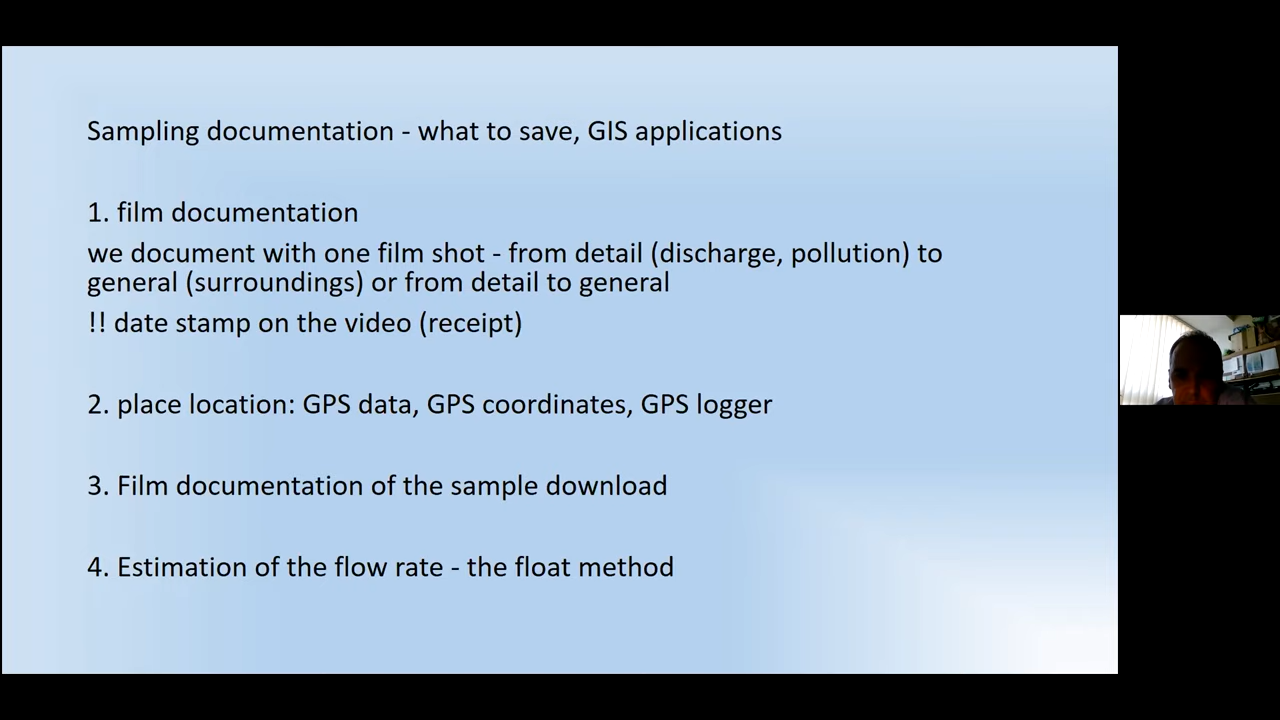 Sampling documentation - what to save, GIS applications
1. film documentation
we document with one film shot - from detail (discharge, pollution) to
general (surroundings) or from detail to general
!! date stamp on the video (receipt)
2. place location: GPS data, GPS coordinates, GPS logger
3. Film documentation of the sample download
4. Estimation of the flow rate - the float method